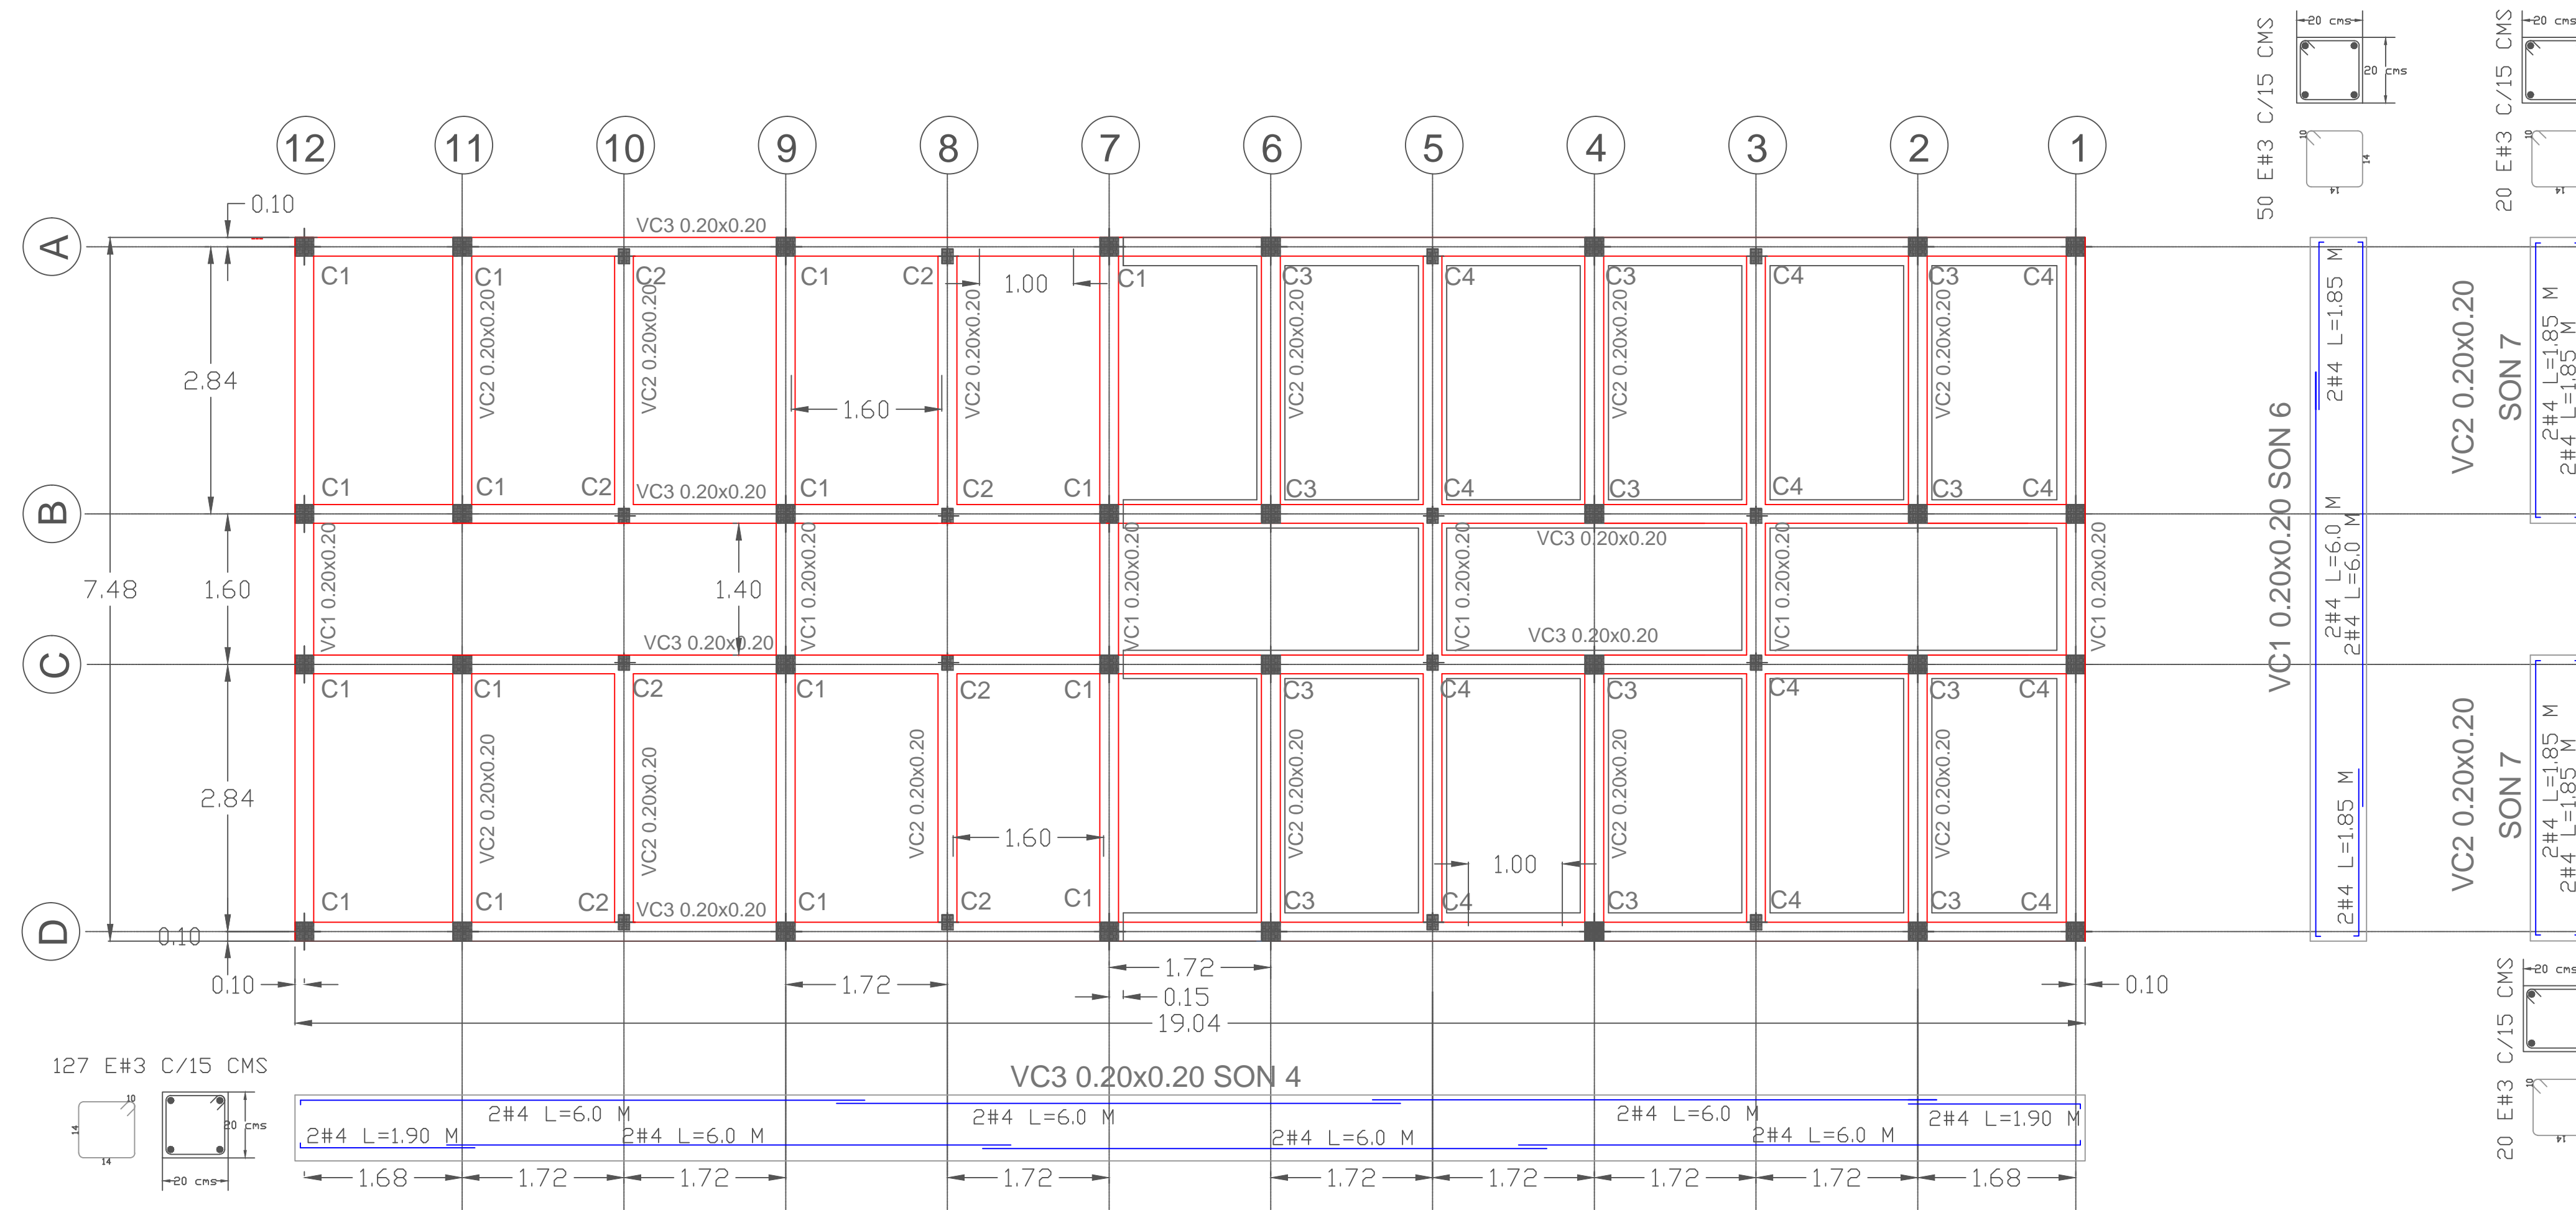 20 cms
20 cms
50 E#3 C/15 CMS
20 cms
10
14
14
20 E#3 C/15 CMS
10
14
12
11
10
9
8
7
6
5
4
3
2
1
0.10
VC3 0.20x0.20
A
C1
C1
C2
C1
C2
1.00
C1
C3
C4
C3
C4
C3
C4
2.84
VC2 0.20x0.20
VC2 0.20x0.20
1.60
VC2 0.20x0.20
VC2 0.20x0.20
VC2 0.20x0.20
VC2 0.20x0.20
2#4 L=1.85 M
VC2 0.20x0.20
SON 7
2#4 L=1.85 M
2#4 L=1.85 M
C1
C1
C2
VC3 0.20x0.20
C1
C2
C1
C3
C4
C3
C4
C3
C4
B
7.48
1.60
VC1 0.20x0.20
1.40
VC1 0.20x0.20
VC1 0.20x0.20
VC1 0.20x0.20
VC3 0.20x0.20
VC1 0.20x0.20
VC1 0.20x0.20
VC1 0.20x0.20 SON 6
2#4 L=6.0 M
2#4 L=6.0 M
VC3 0.20x0.20
VC3 0.20x0.20
C
C1
C1
C2
C1
C2
C1
C3
C4
C3
C4
C3
C4
2.84
VC2 0.20x0.20
VC2 0.20x0.20
VC2 0.20x0.20
1.60
VC2 0.20x0.20
1.00
VC2 0.20x0.20
VC2 0.20x0.20
2#4 L=1.85 M
VC2 0.20x0.20
SON 7
2#4 L=1.85 M
2#4 L=1.85 M
C1
C1
C2
VC3 0.20x0.20
C1
C2
C1
C3
C4
C3
C4
C3
C4
D
0.10
0.10
1.72
1.72
0.15
0.10
19.04
20 cms
20 E#3 C/15 CMS
10
14
127 E#3 C/15 CMS
VC3 0.20x0.20 SON 4
10
14
14
20 cms
20 cms
2#4 L=6.0 M
2#4 L=6.0 M
2#4 L=6.0 M
2#4 L=1.90 M
2#4 L=1.90 M
2#4 L=6.0 M
2#4 L=6.0 M
2#4 L=6.0 M
1.68
1.72
1.72
1.72
1.72
1.72
1.72
1.72
1.68